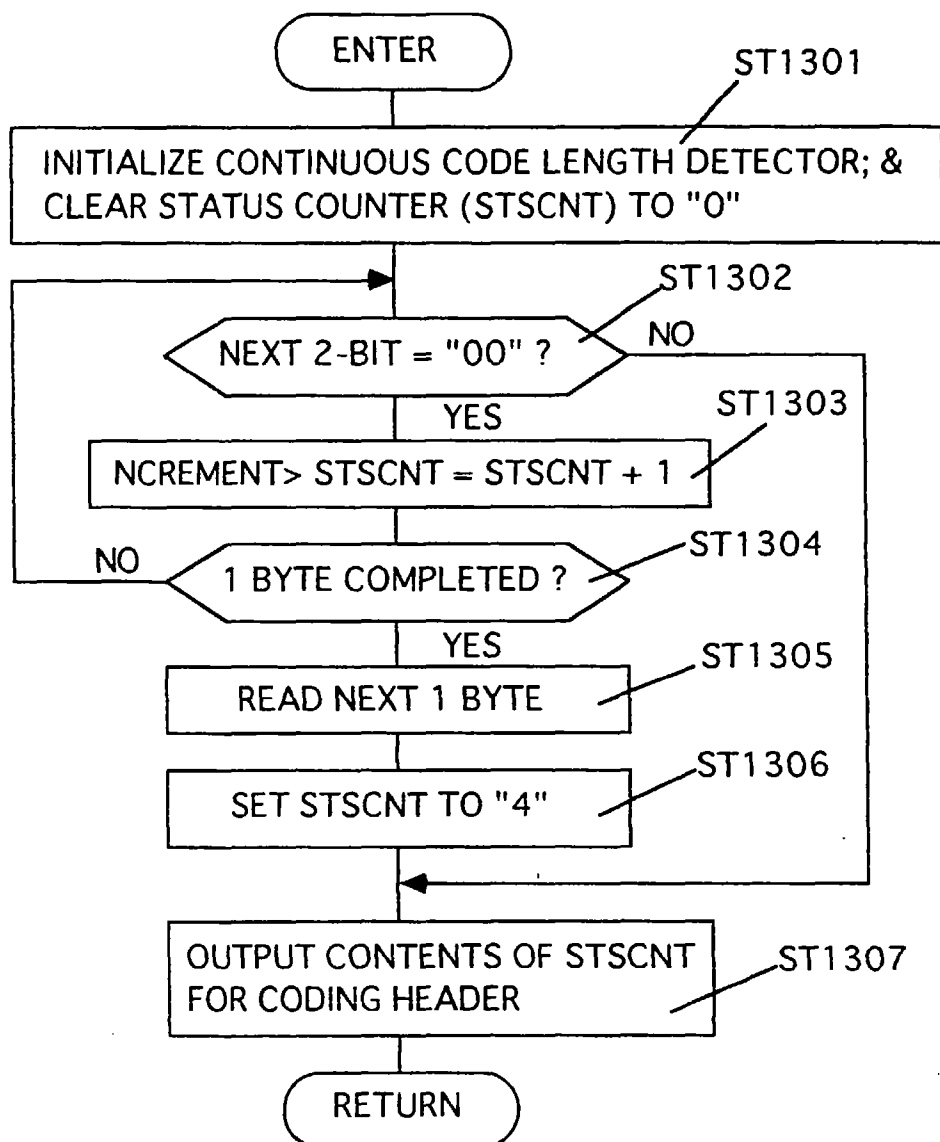 ENTER
ST1301
INITIALIZE CONTINUOUS CODE LENGTH DETECTOR; &
CLEAR STATUS COUNTER (STSCNT) TO "0"
ST1302
NEXT 2-BIT = "00" ?
NO
YES
ST1303
NCREMENT> STSCNT = STSCNT + 1
ST1304
NO
1 BYTE COMPLETED ?
YES
ST1305
READ NEXT 1 BYTE
ST1306
SET STSCNT TO "4"
OUTPUT CONTENTS OF STSCNT
FOR CODING HEADER
ST1307
RETURN